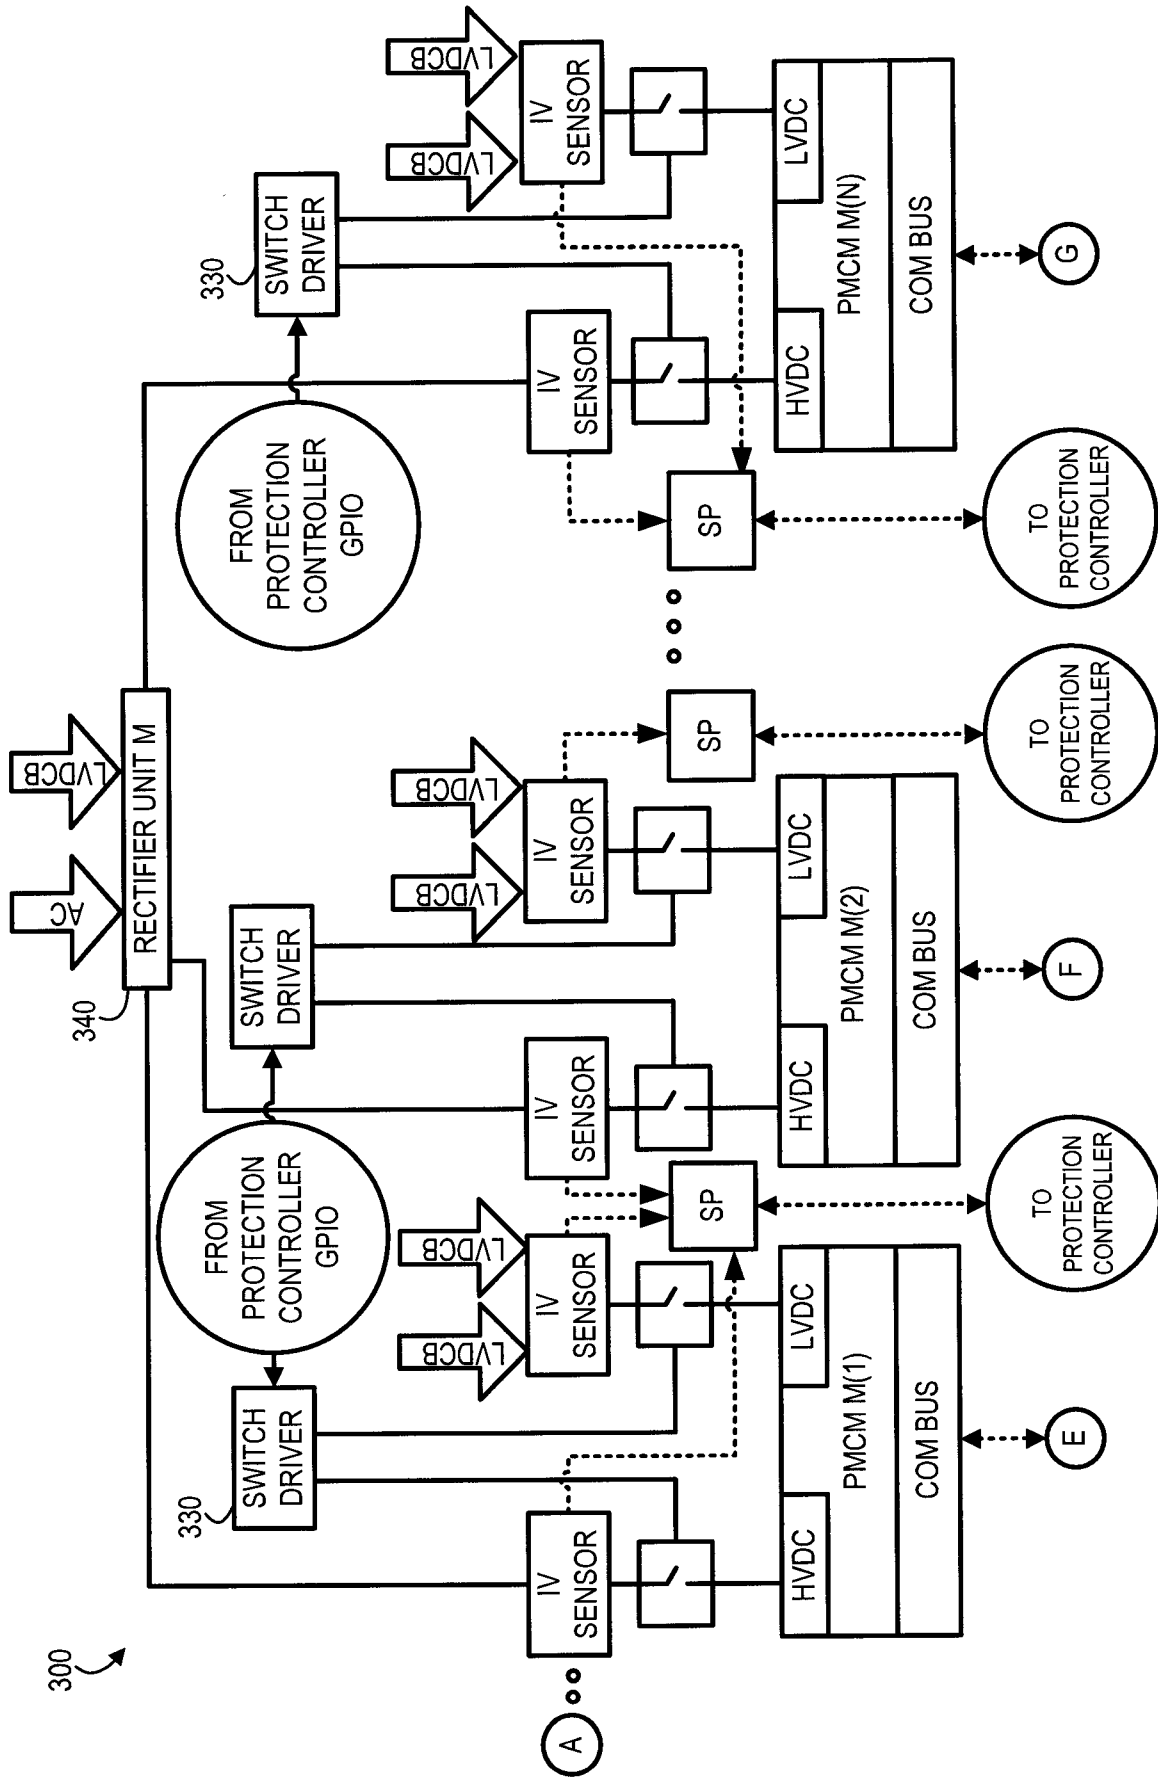 300
AC
LVDCB
340
RECTIFIER UNIT M
330
SWITCH
DRIVER
FROM
PROTECTION
CONTROLLER
GPIO
SWITCH
DRIVER
FROM
PROTECTION
CONTROLLER
GPIO
330
SWITCH
DRIVER
LVDCB
LVDCB
LVDCB
LVDCB
LVDCB
LVDCB
A
IV
SENSOR
IV
SENSOR
IV
SENSOR
IV
SENSOR
IV
SENSOR
IV
SENSOR
SP
SP
SP
HVDC
LVDC
PMCM M(1)
COM BUS
HVDC
LVDC
PMCM M(2)
COM BUS
HVDC
LVDC
PMCM M(N)
COM BUS
E
TO
PROTECTION
CONTROLLER
F
TO
PROTECTION
CONTROLLER
TO
PROTECTION
CONTROLLER
G